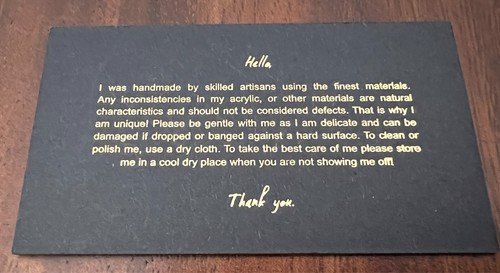 Hello,
I was handmade by skilled artisans using the finest materials.
Any inconsistencies in my acrylic, or other materials are natural
characteristics and should not be considered defects. That is why I
am unique! Please be gentle with me as I am delicate and can be
damaged if dropped or banged against a hard surface. To clean or
polish me, use a dry cloth. To take the best care of me please store
me in a cool dry place when you are not showing me off!
Thank you.